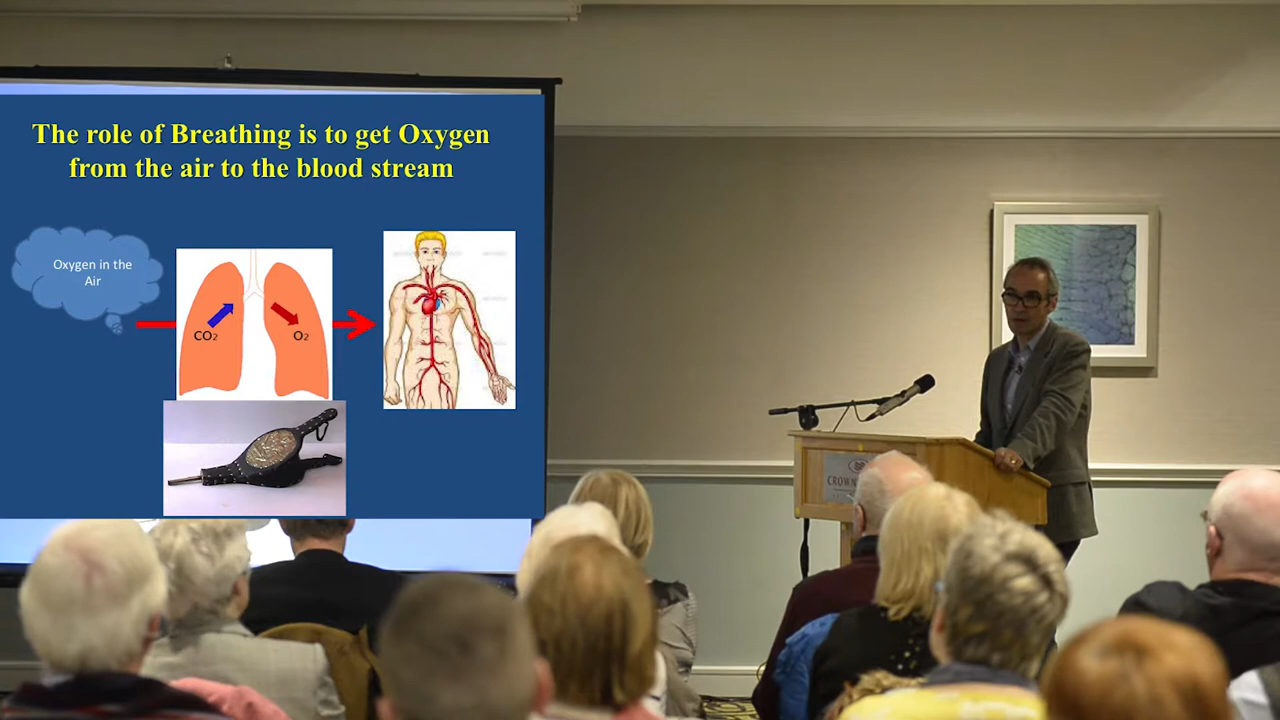 The role of Breathing is to get Oxygen
from the air to the blood stream
Oxygen in the
Air
CO₂
O₂
CROWN